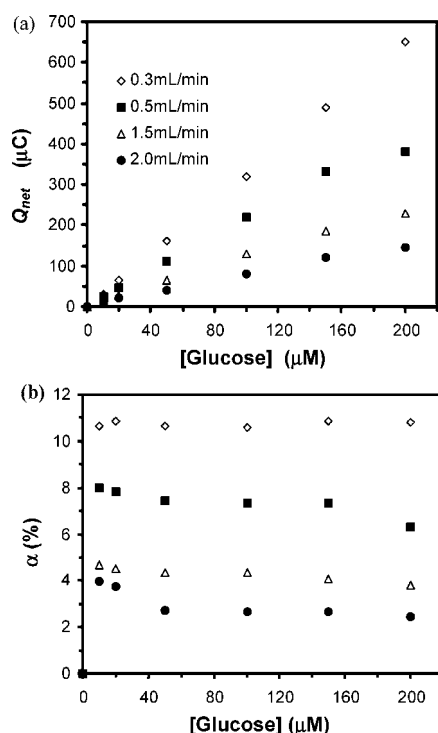 (a)
700
600
500
400
300
200
100
0
Qnet (µC)
0.3mL/min
0.5mL/min
1.5mL/min
2.0mL/min
0 40 80 120 160 200
[Glucose] (µM)
(b)
12
10
8
6
4
2
0
α (%)
0 40 80 120 160 200
[Glucose] (µM)